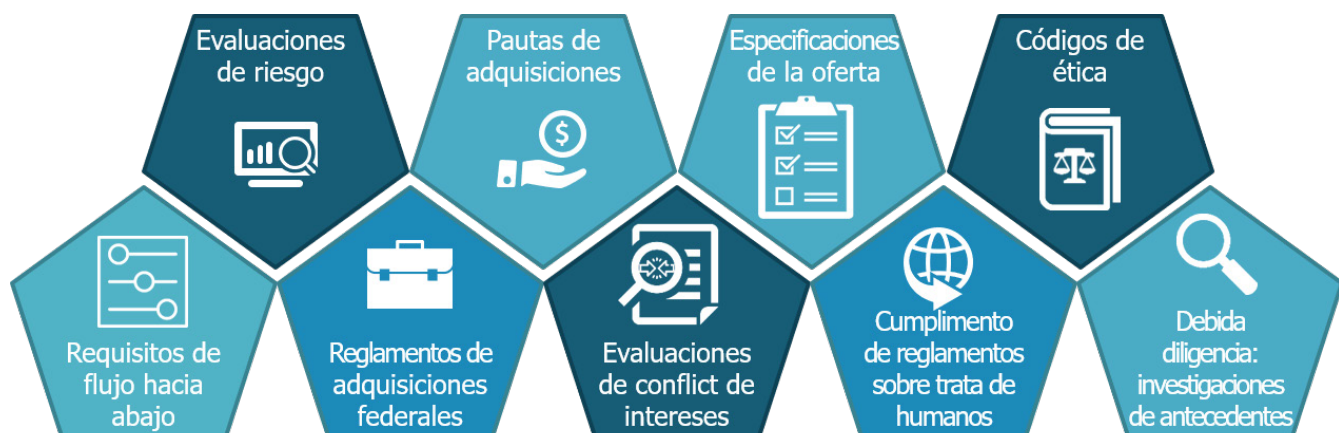 Evaluaciones
de riesgo
Pautas de
adquisiciones
Especificaciones
de la oferta
Códigos de
ética
Requisitos de
flujo hacia
abajo
Reglamentos de
adquisiciones
federales
Evaluaciones
de conflict de
intereses
Cumplimento
de reglamentos
sobre trata de
humanos
Debida
diligencia:
investigaciones
de antecedentes